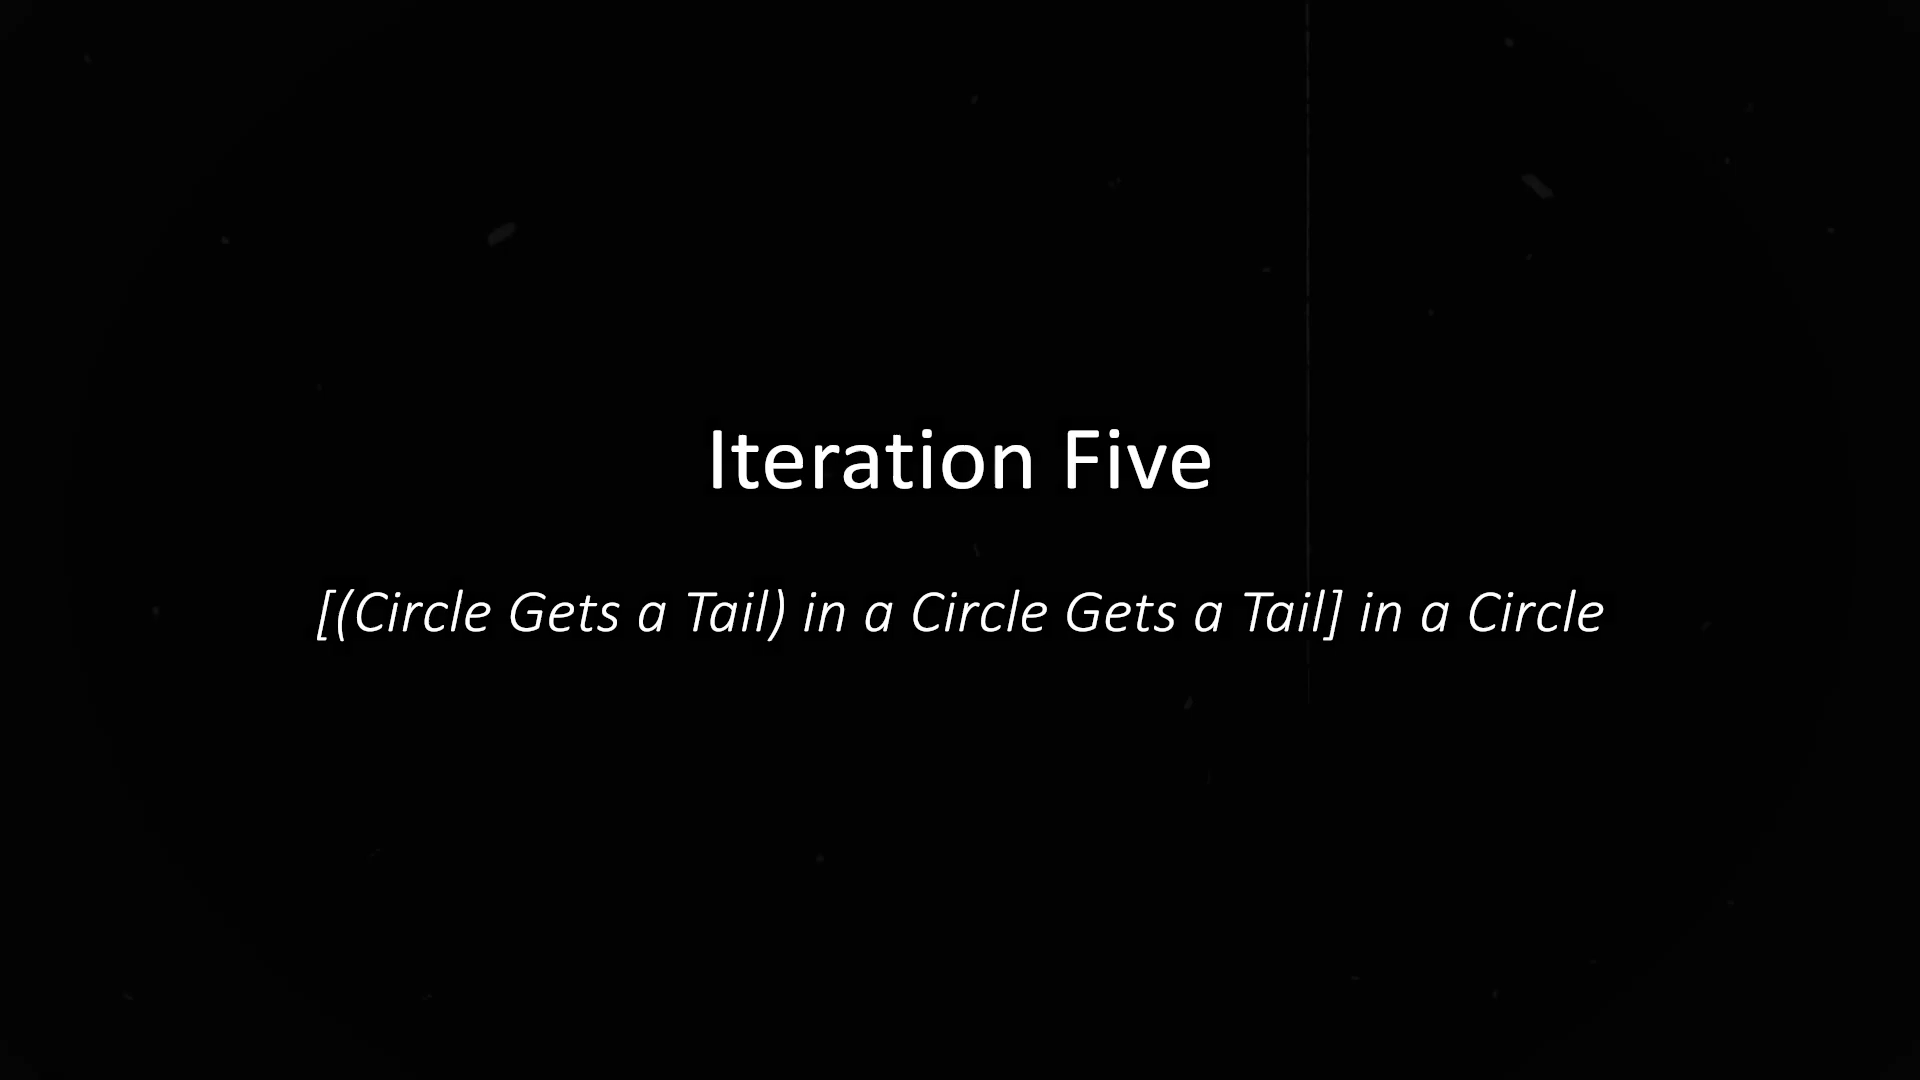 Iteration Five
[(Circle Gets a Tail) in a Circle Gets a Tail] in a Circle